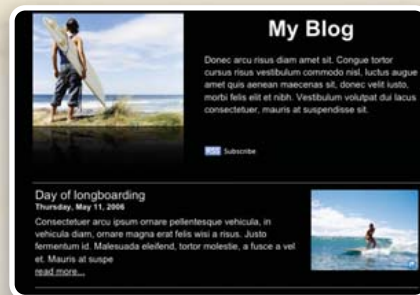 My Blog
Donec arcu risus diam amet sit. Congue tortor
cursus risus vestibulum commodo nisl, luctus augue
amet quis aenean maecenas sit, donec velit iusto,
morbi felis elit et nibh. Vestibulum volutpat dui lacus
consectetuer, mauris at suspendisse sit.
RSS Subscribe
Day of longboarding
Thursday, May 11, 2006
Consectetuer arcu ipsum ornare pellentesque vehicula, in
vehicula diam, ornare magna erat felis wisi a risus. Justo
fermentum id. Malesuada eleifend, tortor molestie, a fusce a vel
et. Mauris at suspe
read more...